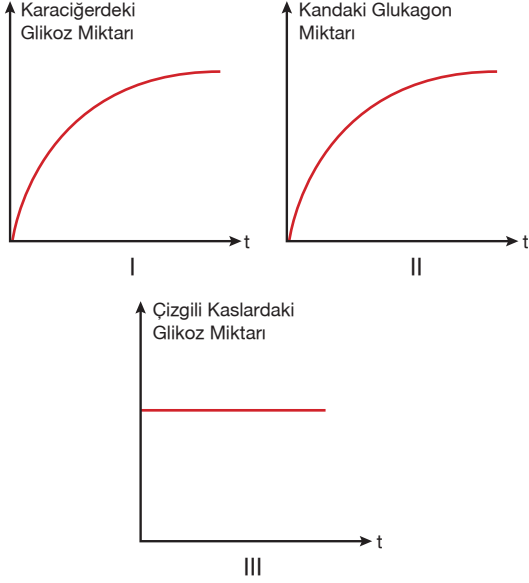 Karaciğerdeki
Glikoz Miktarı
t
I
Kandaki Glukagon
Miktarı
t
II
Çizgili Kaslardaki
Glikoz Miktarı
t
III